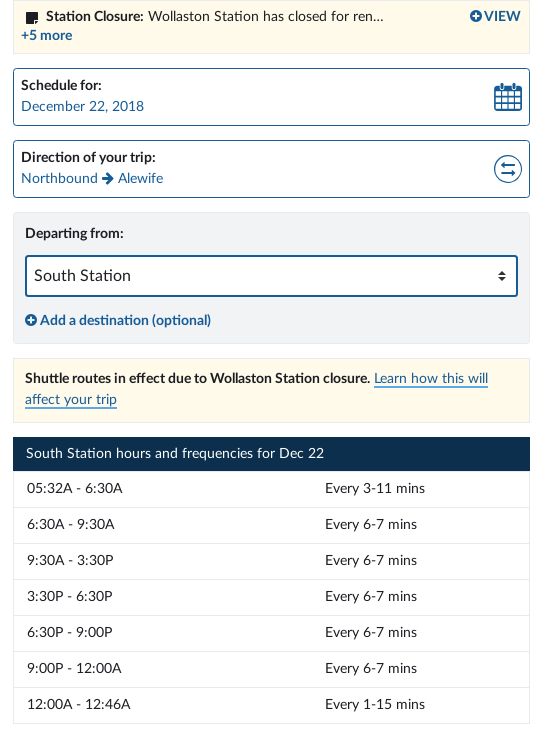 Station Closure: Wollaston Station has closed for ren... VIEW
+5 more
Schedule for:
December 22, 2018
Direction of your trip:
Northbound → Alewife
Departing from:
South Station
Add a destination (optional)
Shuttle routes in effect due to Wollaston Station closure. Learn how this will
affect your trip
South Station hours and frequencies for Dec 22
05:32A - 6:30A Every 3-11 mins
6:30A - 9:30A Every 6-7 mins
9:30A - 3:30P Every 6-7 mins
3:30P - 6:30P Every 6-7 mins
6:30P - 9:00P Every 6-7 mins
9:00P - 12:00A Every 6-7 mins
12:00A - 12:46A Every 1-15 mins